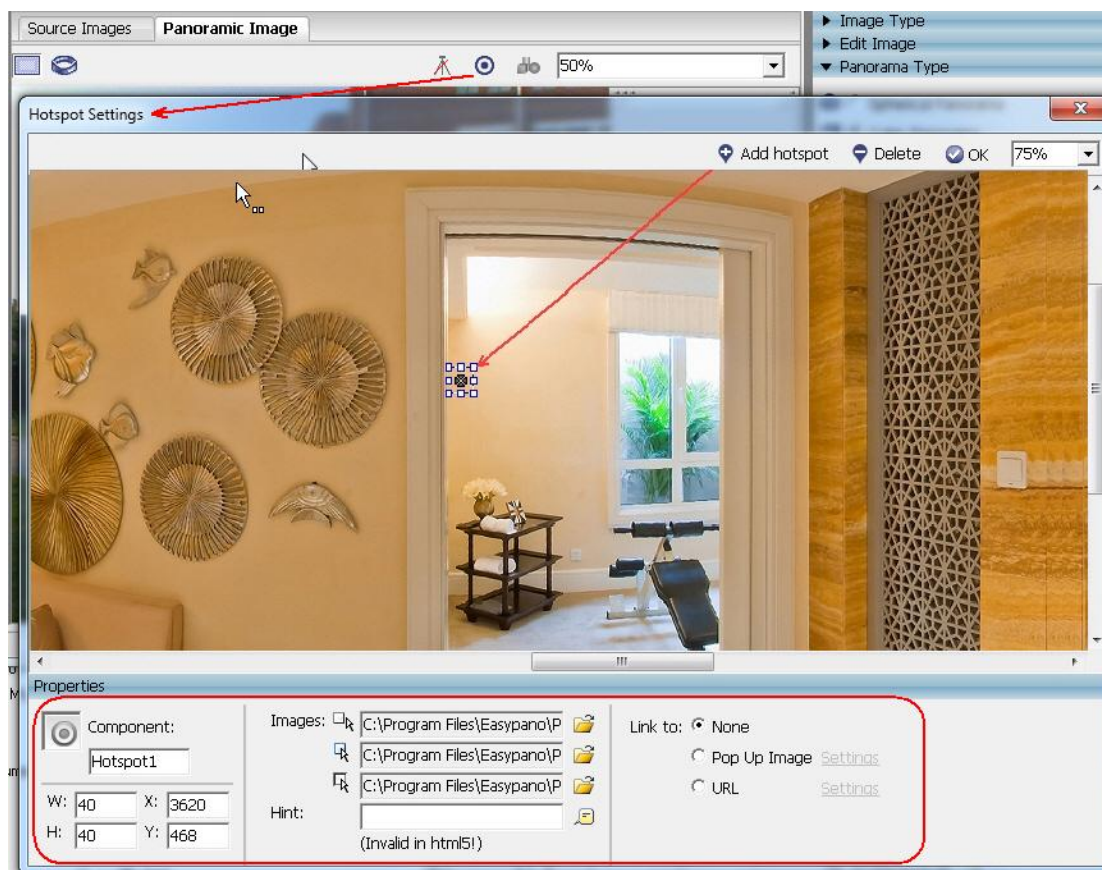 Source Images Panoramic Image
Image Type
Edit Image
Panorama Type
50%
Hotspot Settings
Add hotspot Delete OK 75%
Properties
Component:
Hotspot1
W: 40 X: 3620
H: 40 Y: 468
Images: C:\Program Files\Easypano\P
C:\Program Files\Easypano\P
C:\Program Files\Easypano\P
Hint:
(Invalid in html5!)
Link to: None
Pop Up Image Settings
URL Settings